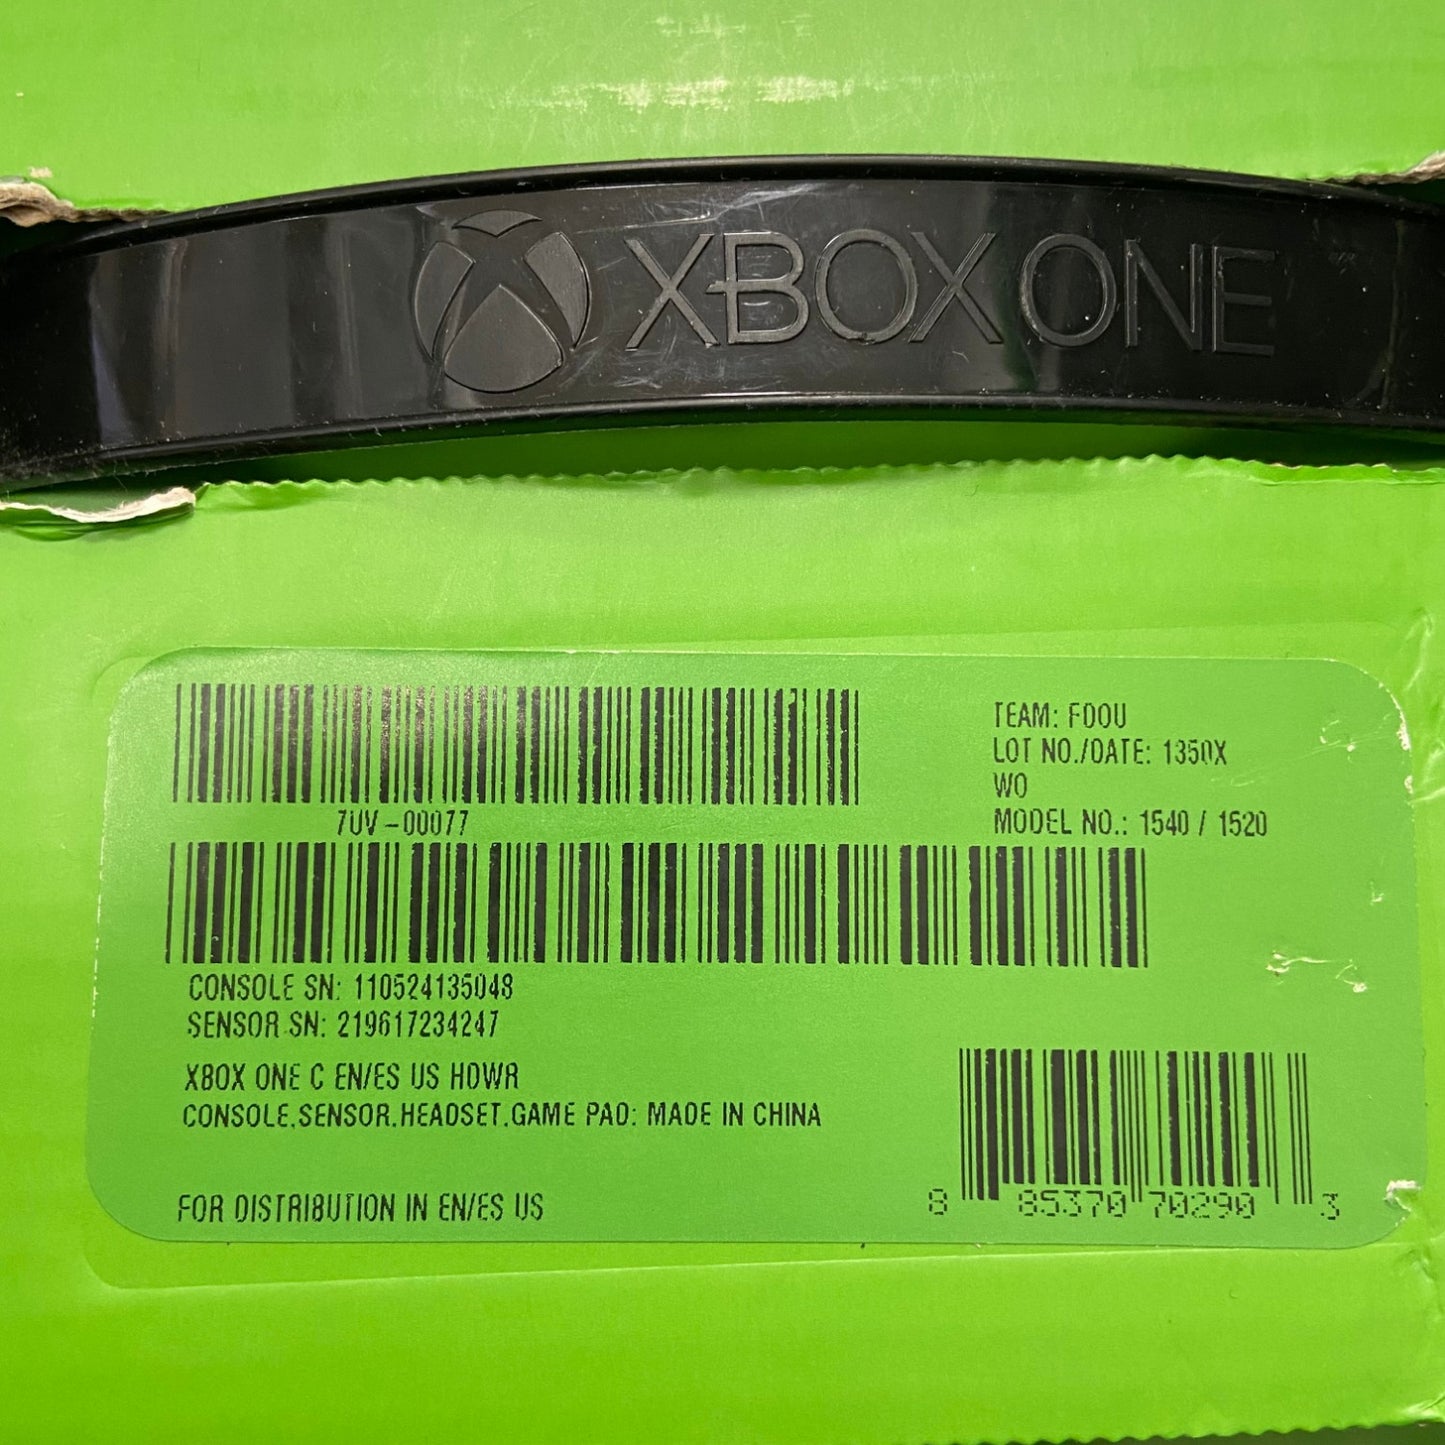 XBOX ONE
TEAM: FDOU
LOT NO./DATE: 1350X
WO
MODEL NO.: 1540 / 1520
7UV-00077
CONSOLE SN: 110524135048
SENSOR SN: 219617234247
XBOX ONE C EN/ES US HDWR
CONSOLE,SENSOR,HEADSET,GAME PAD: MADE IN CHINA
FOR DISTRIBUTION IN EN/ES US
8 85370 70290 3